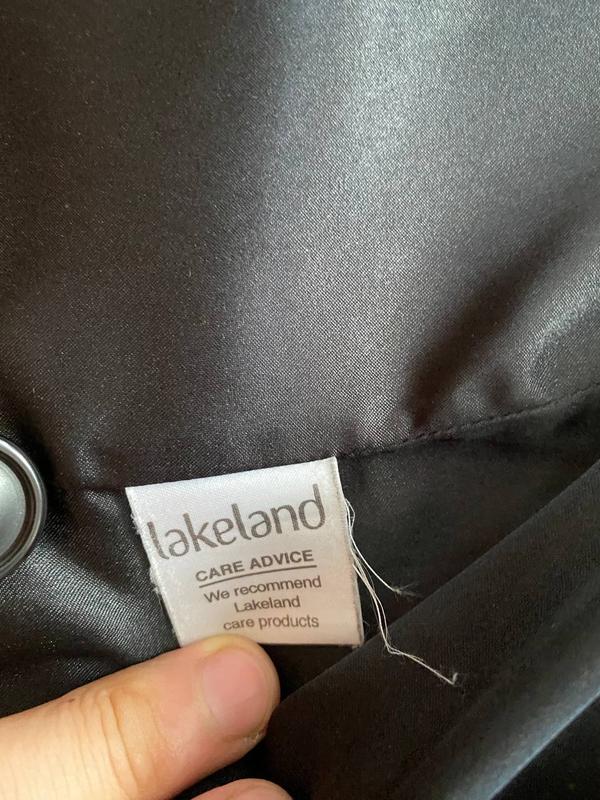 lakeland
CARE ADVICE
We recommend
Lakeland
care products